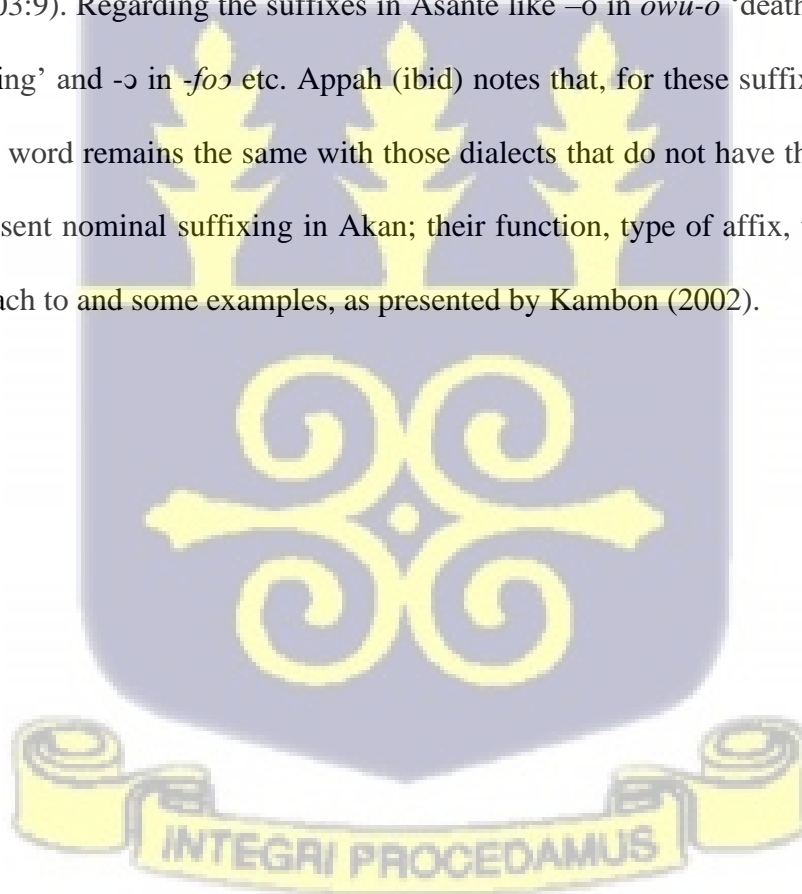 03:9). Regarding the suffixes in Asante like –o in owu-o ‘death
ing’ and -ɔ in -foɔ etc. Appah (ibid) notes that, for these suffix
word remains the same with those dialects that do not have th
sent nominal suffixing in Akan; their function, type of affix,
ach to and some examples, as presented by Kambon (2002).
INTEGRI PROCEDAMUS